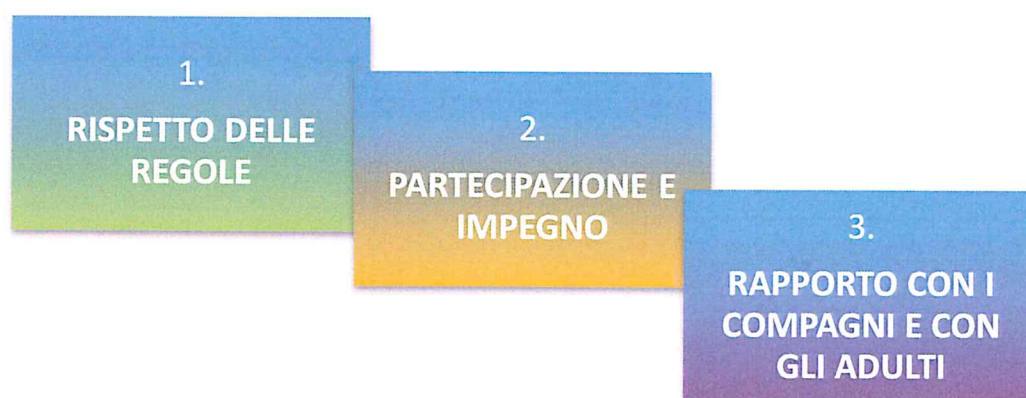 1.
RISPETTO DELLE
REGOLE
2.
PARTECIPAZIONE E
IMPEGNO
3.
RAPPORTO CON I
COMPAGNI E CON
GLI ADULTI